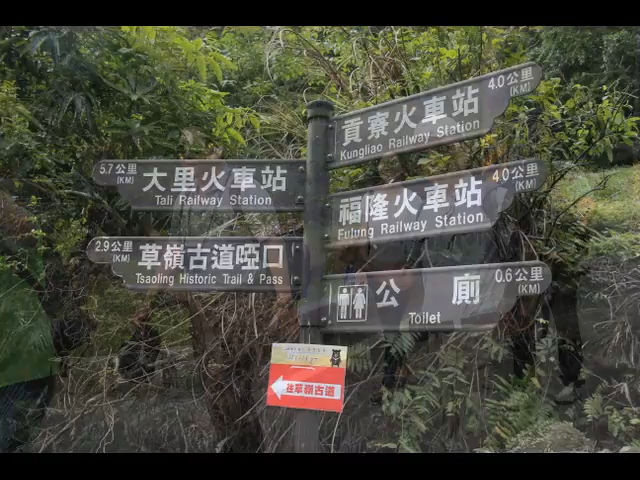 4.0公里
(KM)
貢寮火車站
Kungliao Railway Station
5.7公里
(KM)
大里火車站
Tali Railway Station
4.0公里
(KM)
福隆火車站
Fulung Railway Station
2.9公里
(KM)
草嶺古道啞口
Tsaoling Historic Trail & Pass
0.6公里
(KM)
公廁
Toilet
往草嶺古道